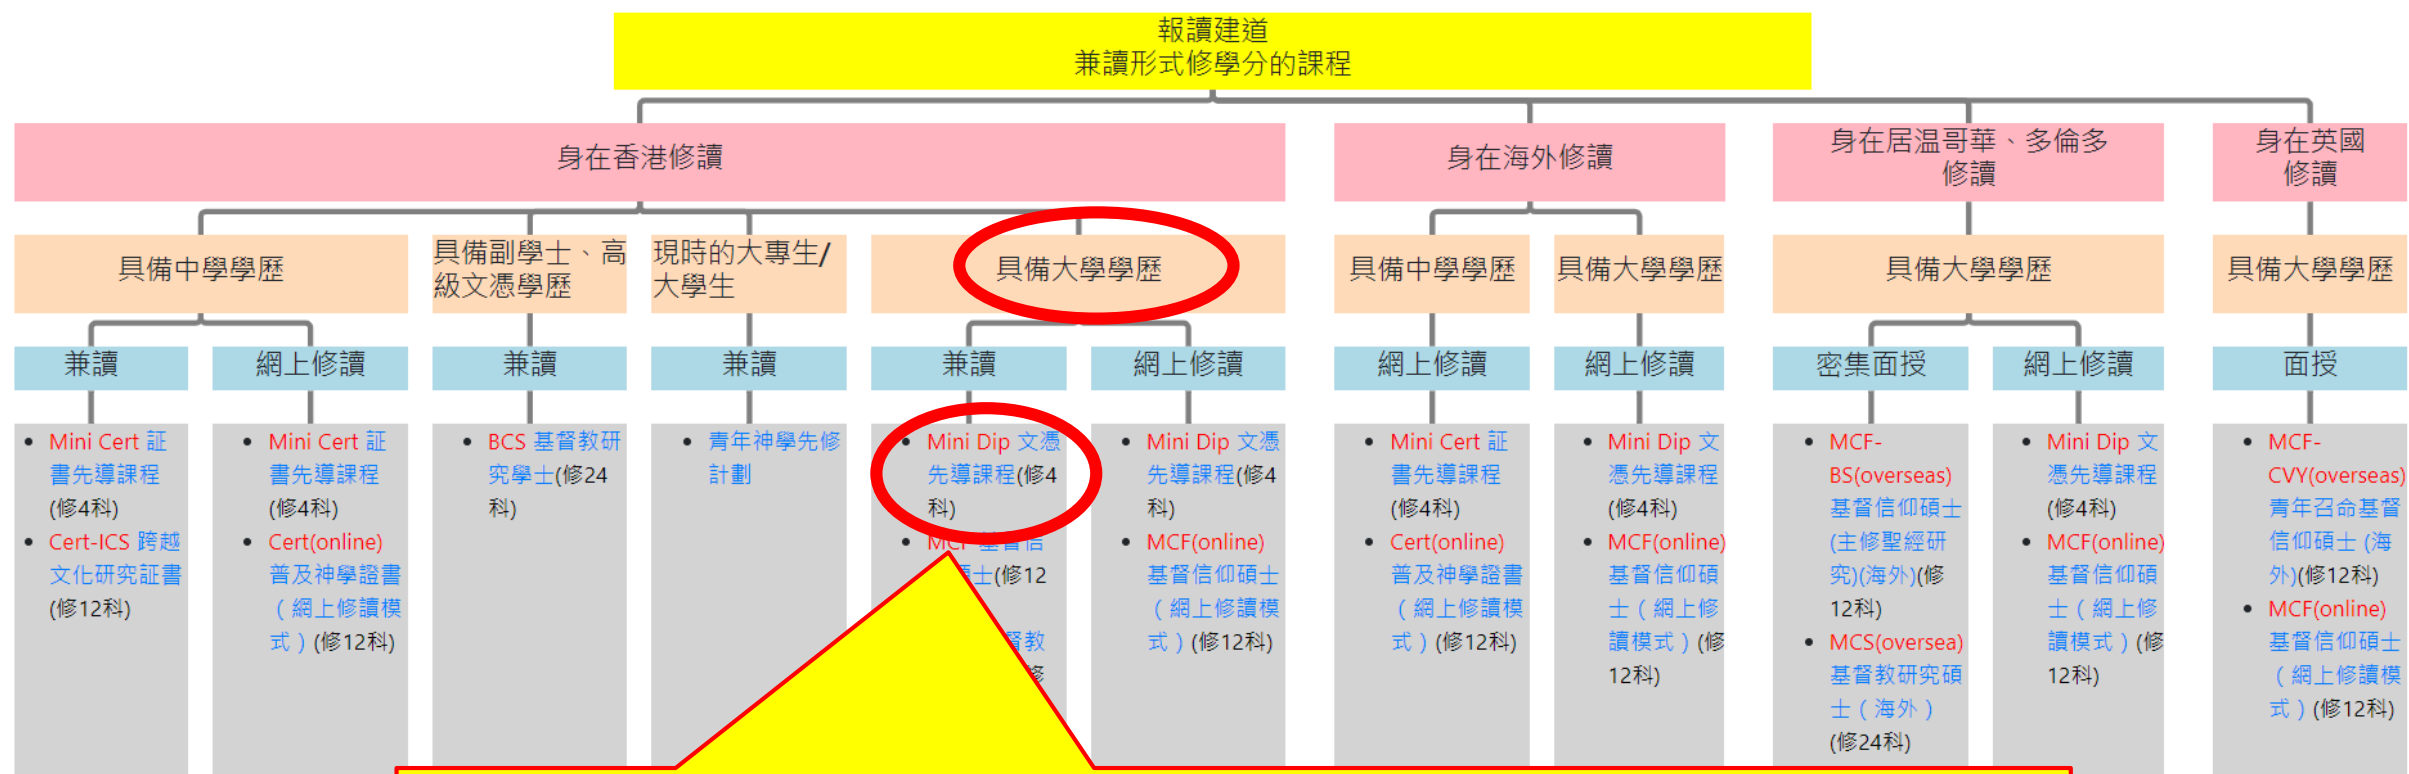 報讀建道
兼讀形式修學分的課程
身在香港修讀
身在海外修讀
身在居温哥華、多倫多
修讀
身在英國
修讀
具備中學學歷
具備副學士、高
級文憑學歷
現時的大專生/
大學生
具備大學學歷
具備中學學歷
具備大學學歷
具備大學學歷
具備大學學歷
兼讀
網上修讀
兼讀
兼讀
兼讀
網上修讀
網上修讀
網上修讀
密集面授
網上修讀
面授
• Mini Cert 証
書先導課程
(修4科)
• Cert-ICS 跨越
文化研究証書
(修12科)
• Mini Cert 証
書先導課程
(修4科)
• Cert(online)
普及神學證書
（網上修讀模
式）(修12科)
• BCS 基督教研
究學士(修24
科)
• 青年神學先修
計劃
• Mini Dip 文憑
先導課程(修4
科)
• MCF 基督信
碩士(修12
督教
修
• Mini Dip 文憑
先導課程(修4
科)
• MCF(online)
基督信仰碩士
（網上修讀模
式）(修12科)
• Mini Cert 証
書先導課程
(修4科)
• Cert(online)
普及神學證書
（網上修讀模
式）(修12科)
• Mini Dip 文
憑先導課程
(修4科)
• MCF(online)
基督信仰碩
士（網上修
讀模式）(修
12科)
• MCF-
BS(overseas)
基督信仰碩士
(主修聖經研
究)(海外)(修
12科)
• MCS(oversea)
基督教研究碩
士（海外）
(修24科)
• Mini Dip 文
憑先導課程
(修4科)
• MCF(online)
基督信仰碩
士（網上修
讀模式）(修
12科)
• MCF-
CVY(overseas)
青年召命基督
信仰碩士 (海
外)(修12科)
• MCF(online)
基督信仰碩士
（網上修讀模
式）(修12科)